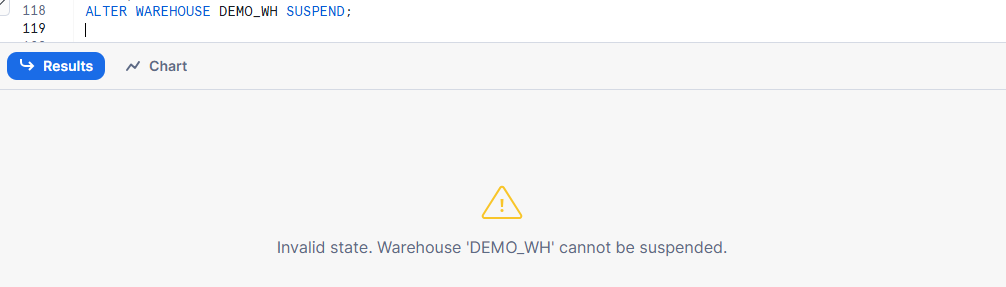 118 ALTER WAREHOUSE DEMO_WH SUSPEND;
119
Results Chart
Invalid state. Warehouse 'DEMO_WH' cannot be suspended.